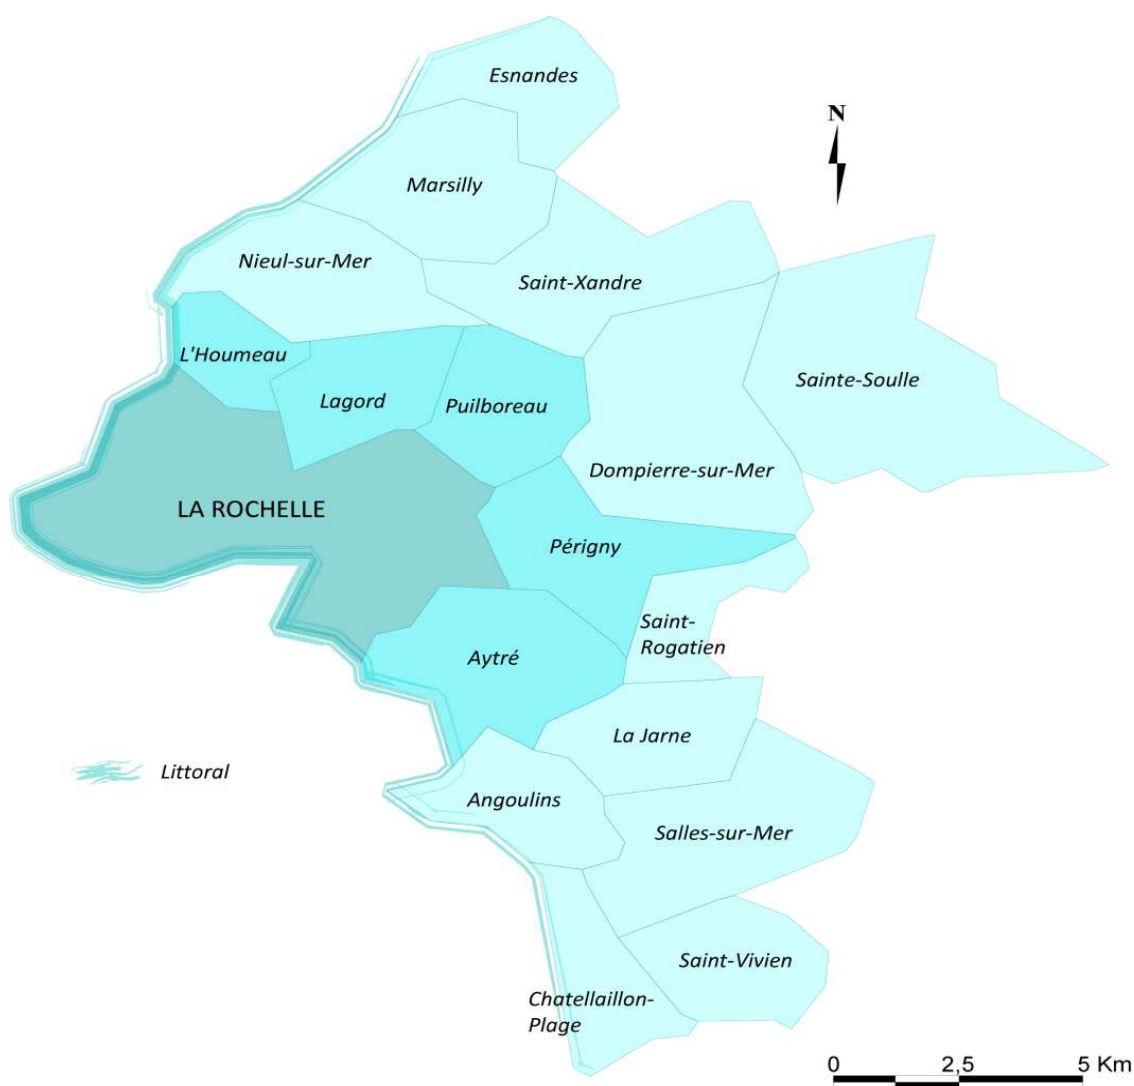 Esnandes
N
Marsilly
Nieul-sur-Mer
Saint-Xandre
L'Houmeau
Lagord
Puilboreau
Sainte-Soulle
Dompierre-sur-Mer
LA ROCHELLE
Périgny
Saint-
Rogatien
Aytré
La Jarne
Littoral
Angoulins
Salles-sur-Mer
Saint-Vivien
Chatellaillon-
Plage
0 2,5 5 Km